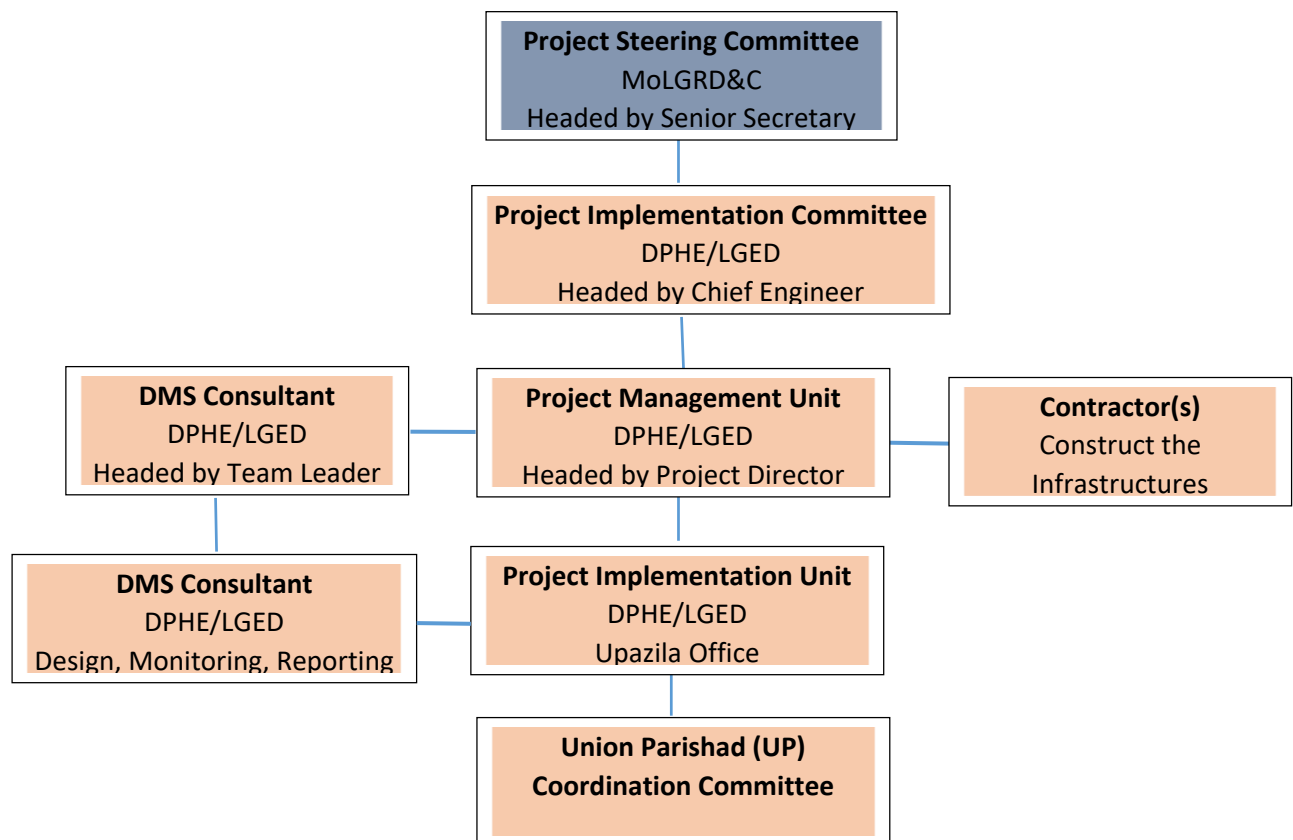 Project Steering Committee
MoLGRD&C
Headed by Senior Secretary
Project Implementation Committee
DPHE/LGED
Headed by Chief Engineer
DMS Consultant
DPHE/LGED
Headed by Team Leader
Project Management Unit
DPHE/LGED
Headed by Project Director
Contractor(s)
Construct the
Infrastructures
DMS Consultant
DPHE/LGED
Design, Monitoring, Reporting
Project Implementation Unit
DPHE/LGED
Upazila Office
Union Parishad (UP)
Coordination Committee